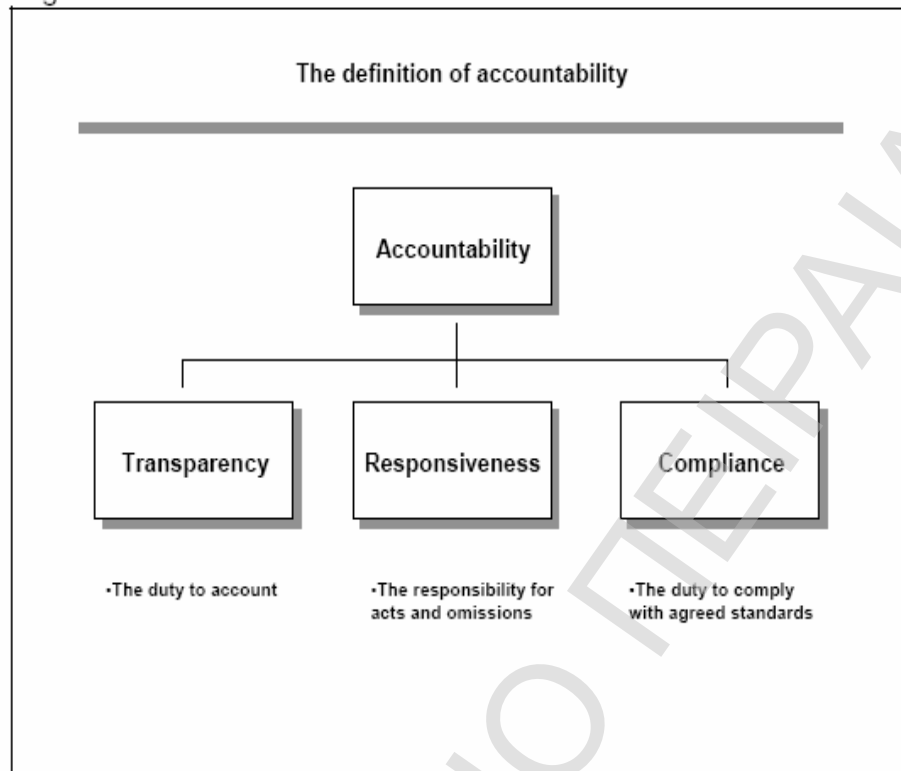 The definition of accountability
Accountability
Transparency
Responsiveness
Compliance
•The duty to account
•The responsibility for
acts and omissions
•The duty to comply
with agreed standards